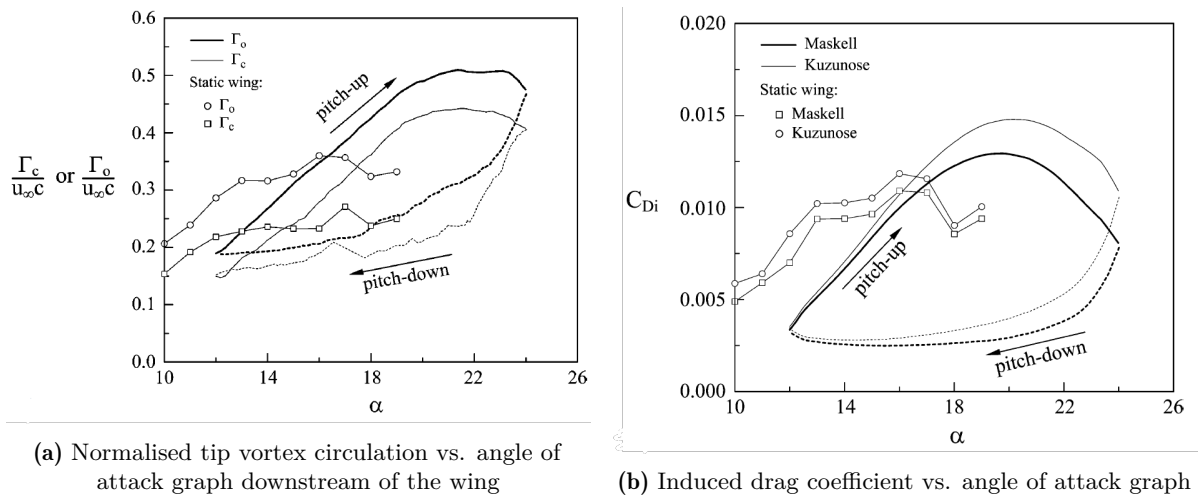 0.6
0.5
0.4
0.3
0.2
0.1
0.0
Γc/u∞c or Γo/u∞c
Γo
Γc
Static wing:
Γo
Γc
pitch-up
pitch-down
10 14 18 22 26
α
(a) Normalised tip vortex circulation vs. angle of
attack graph downstream of the wing
0.020
0.015
0.010
0.005
0.000
CDi
Maskell
Kuzunose
Static wing:
Maskell
Kuzunose
pitch-up
pitch-down
10 14 18 22 26
α
(b) Induced drag coefficient vs. angle of attack graph